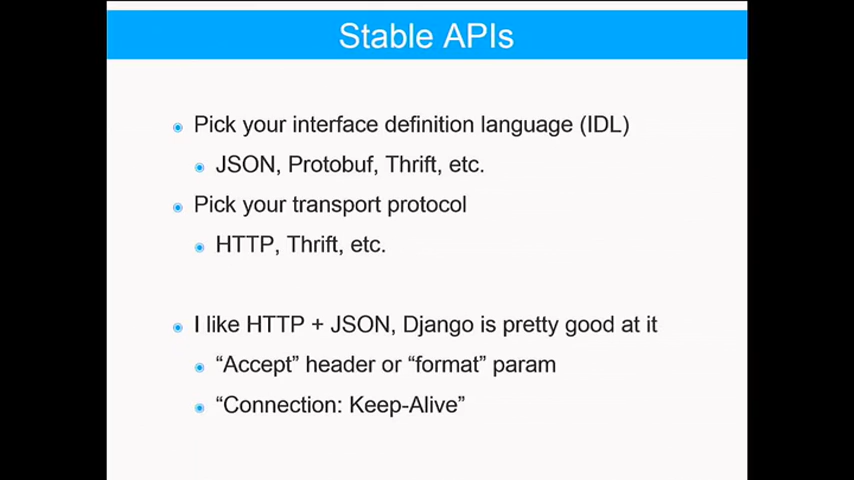 Stable APIs
Pick your interface definition language (IDL)
JSON, Protobuf, Thrift, etc.
Pick your transport protocol
HTTP, Thrift, etc.
I like HTTP + JSON, Django is pretty good at it
“Accept” header or “format” param
“Connection: Keep-Alive”